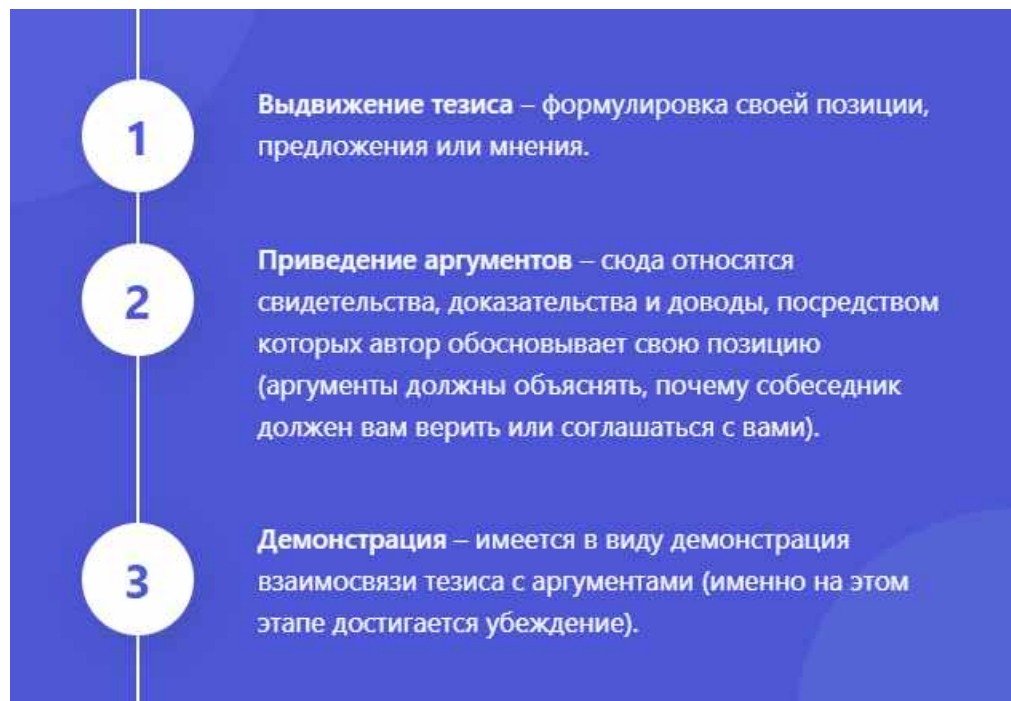 1
Выдвижение тезиса – формулировка своей позиции,
предложения или мнения.
2
Приведение аргументов – сюда относятся
свидетельства, доказательства и доводы, посредством
которых автор обосновывает свою позицию
(аргументы должны объяснять, почему собеседник
должен вам верить или соглашаться с вами).
3
Демонстрация – имеется в виду демонстрация
взаимосвязи тезиса с аргументами (именно на этом
этапе достигается убеждение).